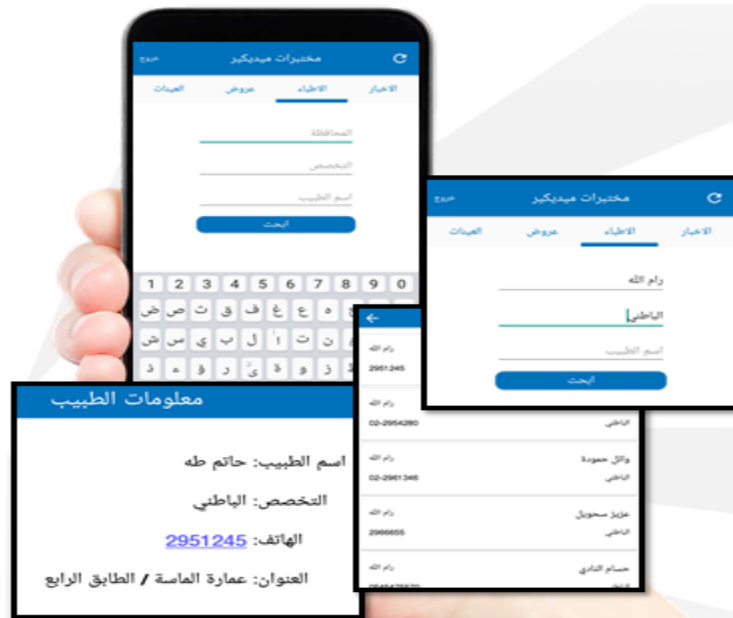 مختبرات ميديكير
خروج
الاخبار الاطباء عروض العينات
المحافظة
التخصص
اسم الطبيب
ابحث
1 2 3 4 5 6 7 8 9 0
ض ص ث ق ف غ ع ه
ش س ي ب ل ا ت ن
ذ ء ؤ ر ى ة و ز
مختبرات ميديكير
خروج
الاخبار الاطباء عروض العينات
رام الله
الباطني
اسم الطبيب
ابحث
رام الله
2951245
رام الله
الباطني 02-2954280
وائل حمودة رام الله
الباطني 02-2961346
عزيز سحويل رام الله
الباطني 2966655
حسام النادي رام الله
معلومات الطبيب
اسم الطبيب: حاتم طه
التخصص: الباطني
الهاتف: 2951245
العنوان: عمارة الماسة / الطابق الرابع